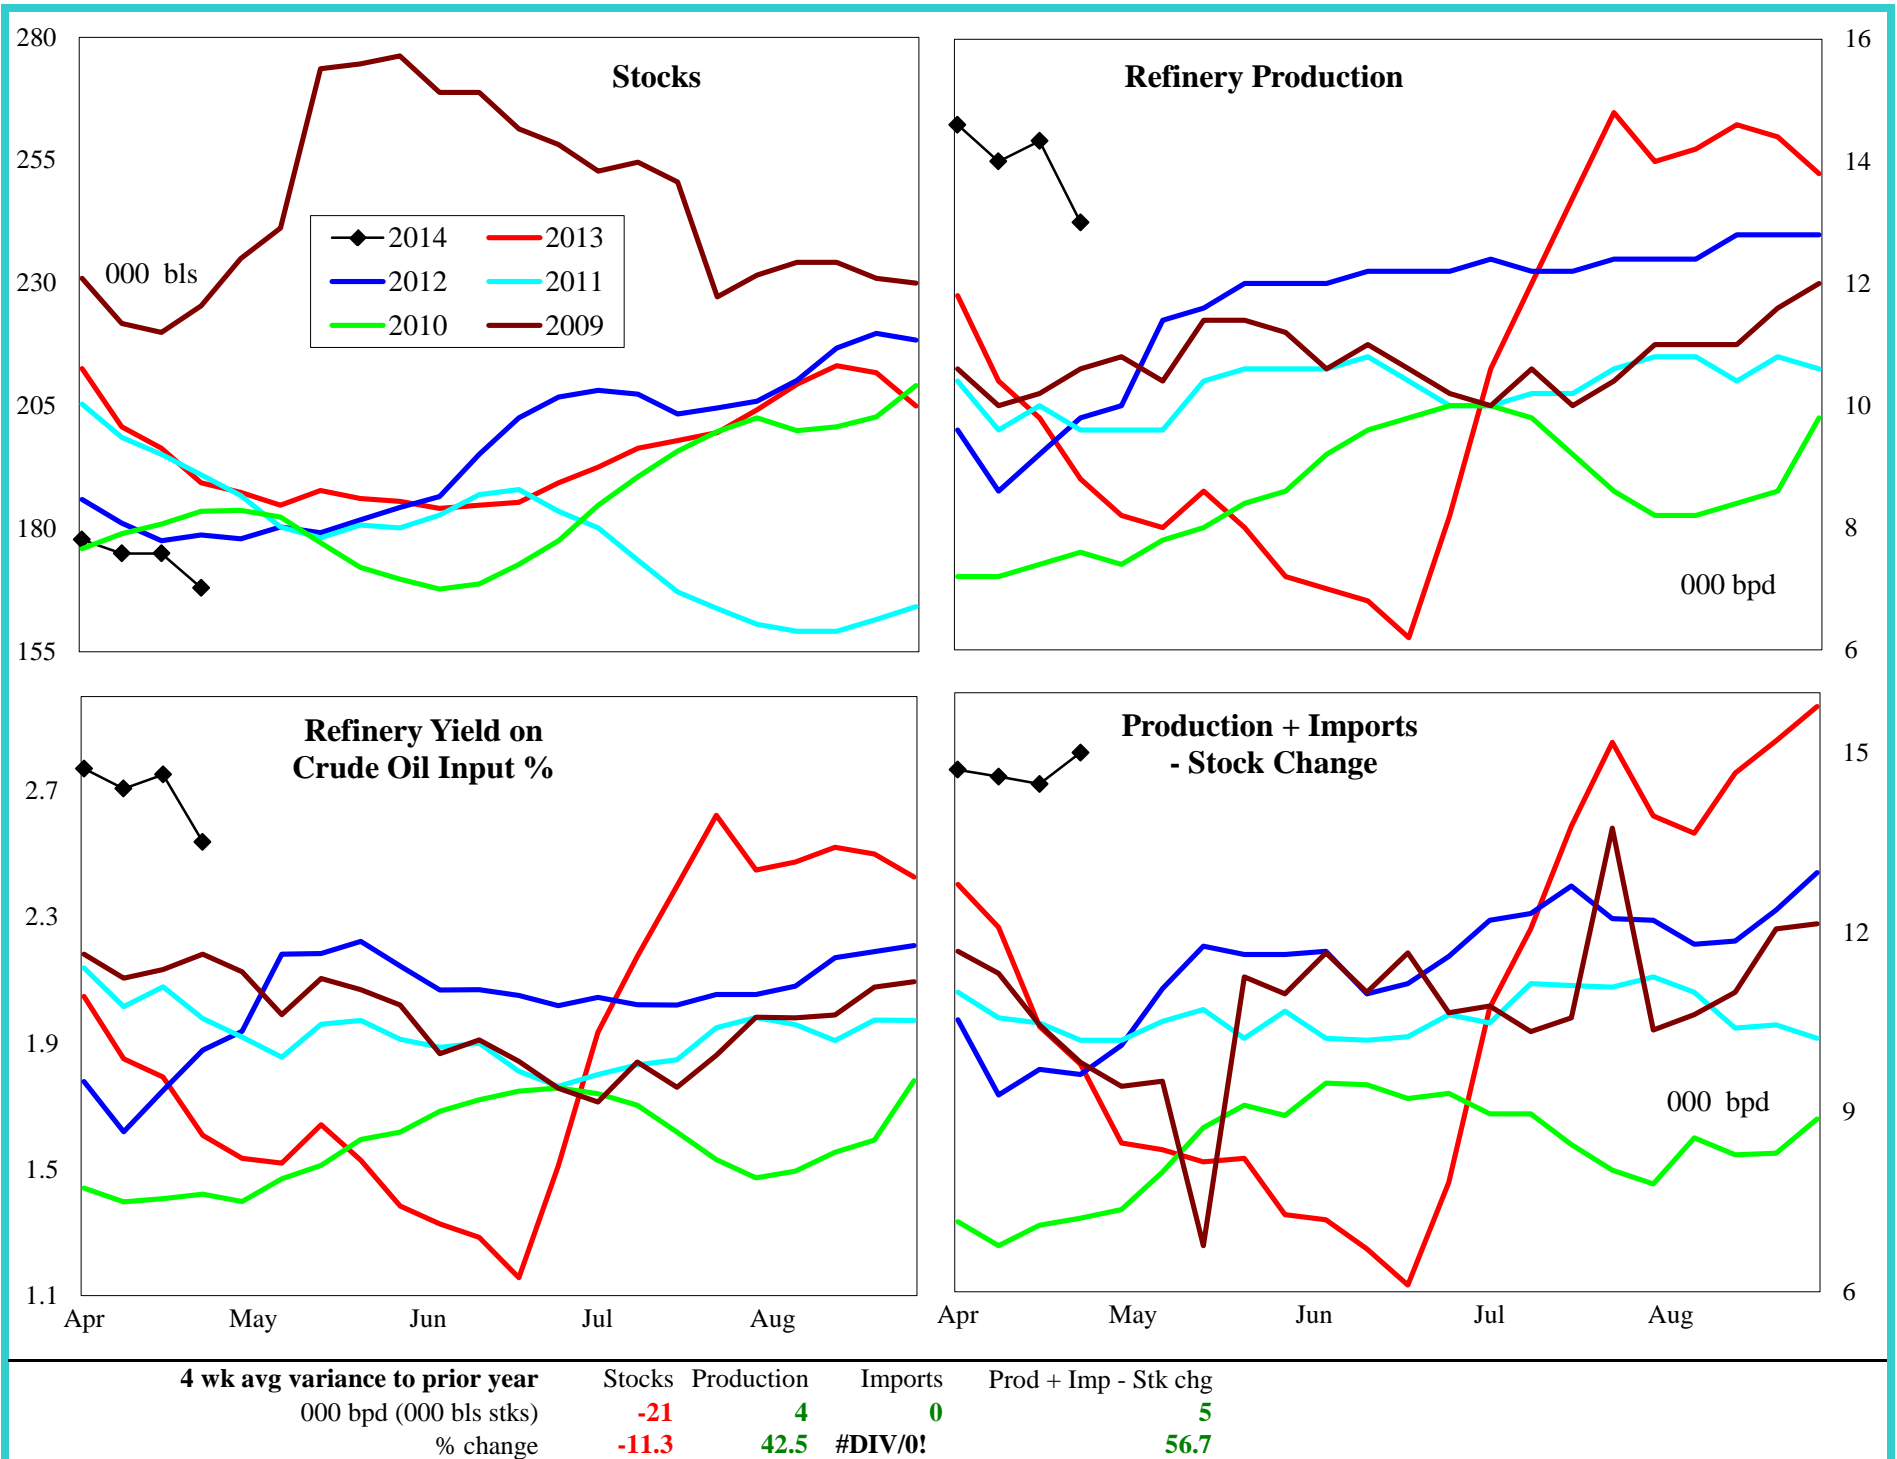 Stocks
280
255
230
205
180
155
000 bls
2014 2013
2012 2011
2010 2009
Refinery Production
16
14
12
10
8
6
000 bpd
Refinery Yield on
Crude Oil Input %
2.7
2.3
1.9
1.5
1.1
Apr May Jun Jul Aug
Production + Imports
- Stock Change
15
12
9
6
000 bpd
Apr May Jun Jul Aug
4 wk avg variance to prior year Stocks Production Imports Prod + Imp - Stk chg
000 bpd (000 bls stks) -21 4 0 5
% change -11.3 42.5 #DIV/0! 56.7